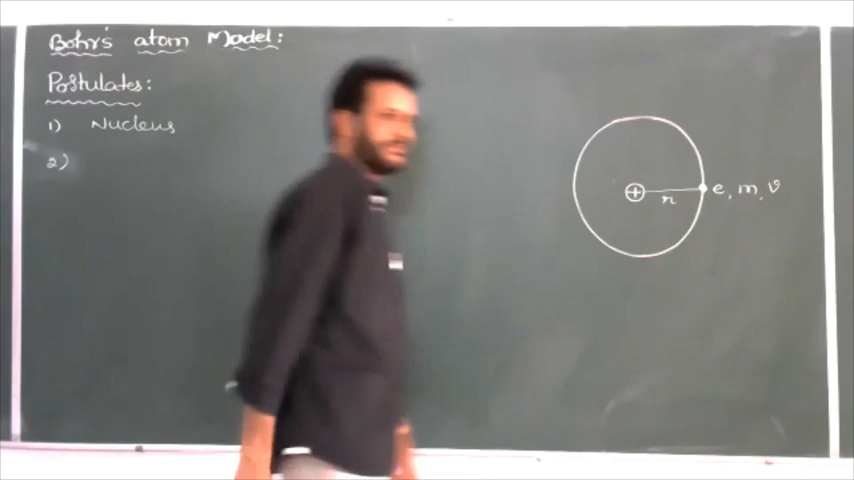 Bohr's atom Model:
Postulates:
1) Nucleus
2)
+
r
e, m, v